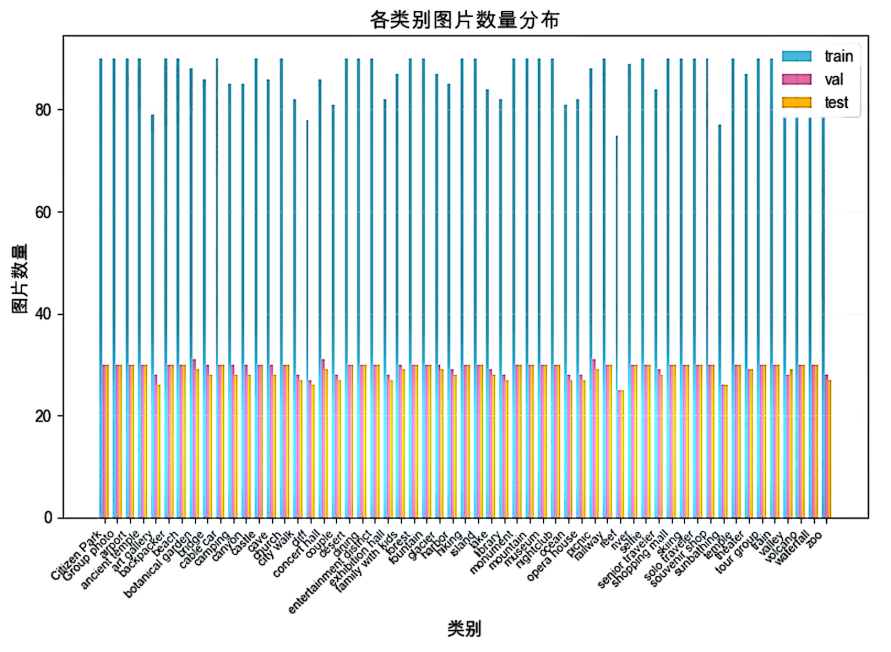 各类别图片数量分布
train
val
test
80
60
40
20
0
图片数量
Citizen Park
Group photo
airport
ancient temple
art gallery
backpacker
beach
botanical garden
bridge
cable car
camping
canyon
castle
cave
church
city walk
cliff
concert hall
couple
desert
dining
entertainment district
exhibition hall
family with kids
forest
fountain
glacier
harbor
hiking
island
lake
library
monument
mountain
museum
ocean
opera house
picnic
railway
reef
river
selfie
senior traveler
shopping mall
skiing
solo traveler
souvenir shop
sunbathing
temple
theater
tour group
train
valley
volcano
waterfall
zoo
类别